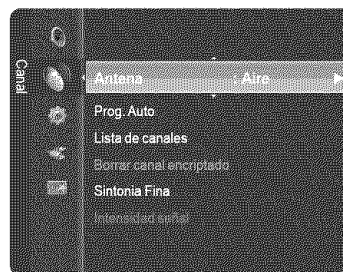 Canal
Antena : Aire
Prog. Auto
Lista de canales
Borrar canal encriptado
Sintonia Fina
Intensidad señal